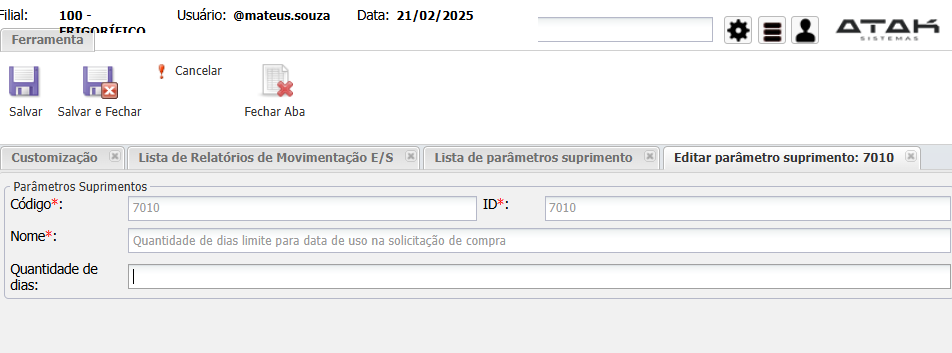 Filial: 100 - FRIGORÍFICO Usuário: @mateus.souza Data: 21/02/2025
ATAK SISTEMAS
Ferramenta
Salvar Salvar e Fechar Cancelar Fechar Aba
Customização Lista de Relatórios de Movimentação E/S Lista de parâmetros suprimento Editar parâmetro suprimento: 7010
Parâmetros Suprimentos
Código*: 7010 ID*: 7010
Nome*: Quantidade de dias limite para data de uso na solicitação de compra
Quantidade de
dias: